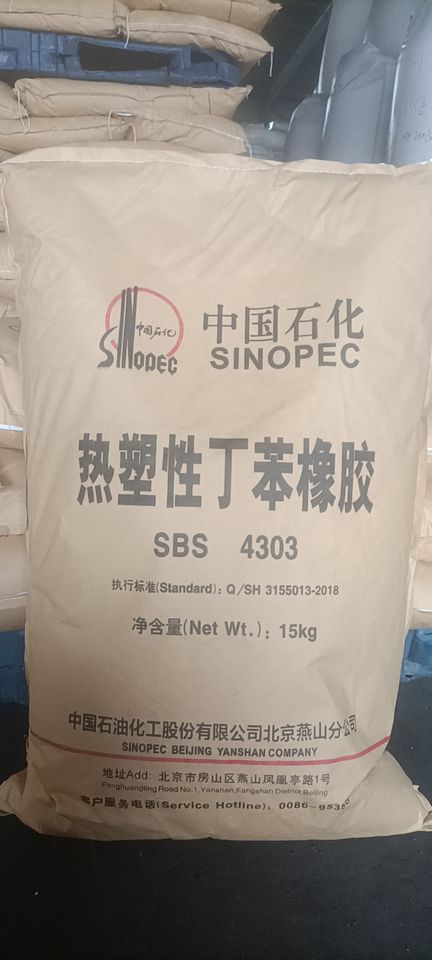 中国石化
SINOPEC
中国石化
SINOPEC
热塑性丁苯橡胶
SBS 4303
执行标准(Standard): Q/SH 3155013-2018
净含量(Net Wt.): 15kg
中国石油化工股份有限公司北京燕山分公司
SINOPEC BEIJING YANSHAN COMPANY
地址Add: 北京市房山区燕山凤凰亭路1号
Fenghuangting Road No.1,Yanshan,Fangshan District,Beijing
客户服务电话(Service Hotline): 0086-95388